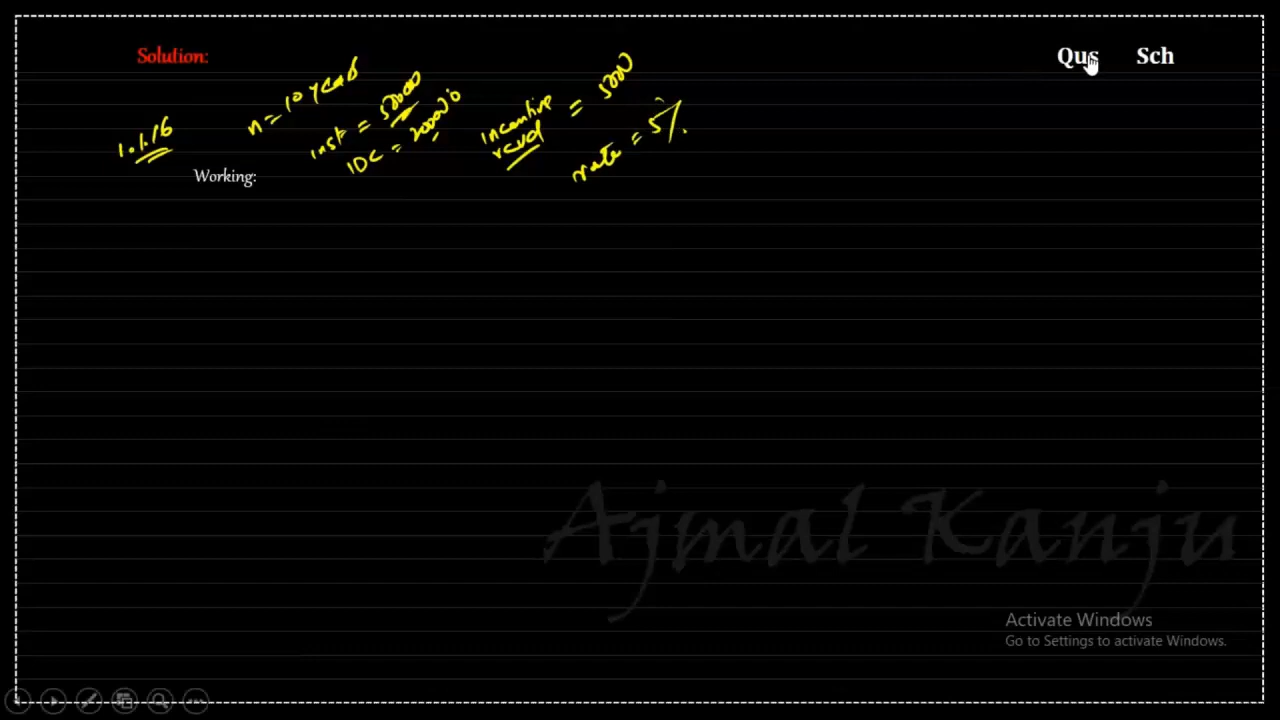 Solution:
Qus Sch
1.1.16
n = 10 years
inst = 50000
IDC = 20000
incentive
rcvd = 5000
rate = 5%
Working:
Ajmal Kanju
Activate Windows
Go to Settings to activate Windows.